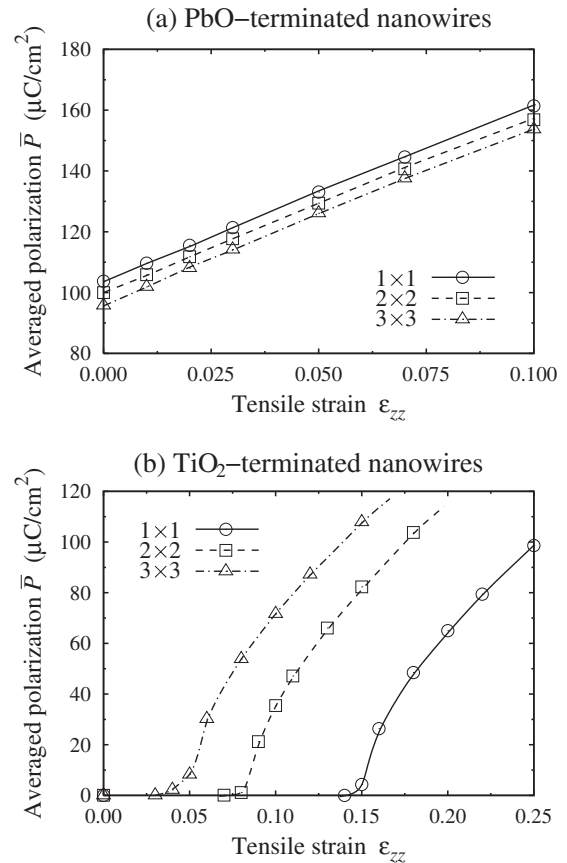 (a) PbO−terminated nanowires
Averaged polarization P̅ (μC/cm²)
180
160
140
120
100
80
1×1
2×2
3×3
0.000 0.025 0.050 0.075 0.100
Tensile strain ε_zz
(b) TiO₂−terminated nanowires
Averaged polarization P̅ (μC/cm²)
120
100
80
60
40
20
0
1×1
2×2
3×3
0.00 0.05 0.10 0.15 0.20 0.25
Tensile strain ε_zz